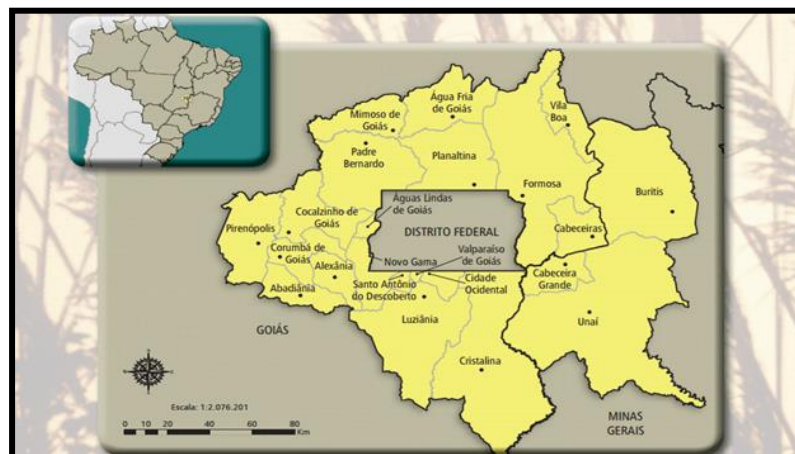 Água Fria
de Goiás
Mimoso de
Goiás
Vila
Boa
Padre
Bernardo
Planaltina
Formosa
Buritis
Águas Lindas
de Goiás
Cocalzinho de
Goiás
Pirenópolis
DISTRITO FEDERAL
Cabeceiras
Corumbá de
Goiás
Valparaíso
de Goiás
Novo Gama
Alexânia
Santo Antônio
do Descoberto
Cidade
Ocidental
Cabeceira
Grande
Abadiânia
Luziânia
Unaí
GOIÁS
Cristalina
Escala: 1:2.076.201
0 10 20 40 60 80
Km
MINAS
GERAIS